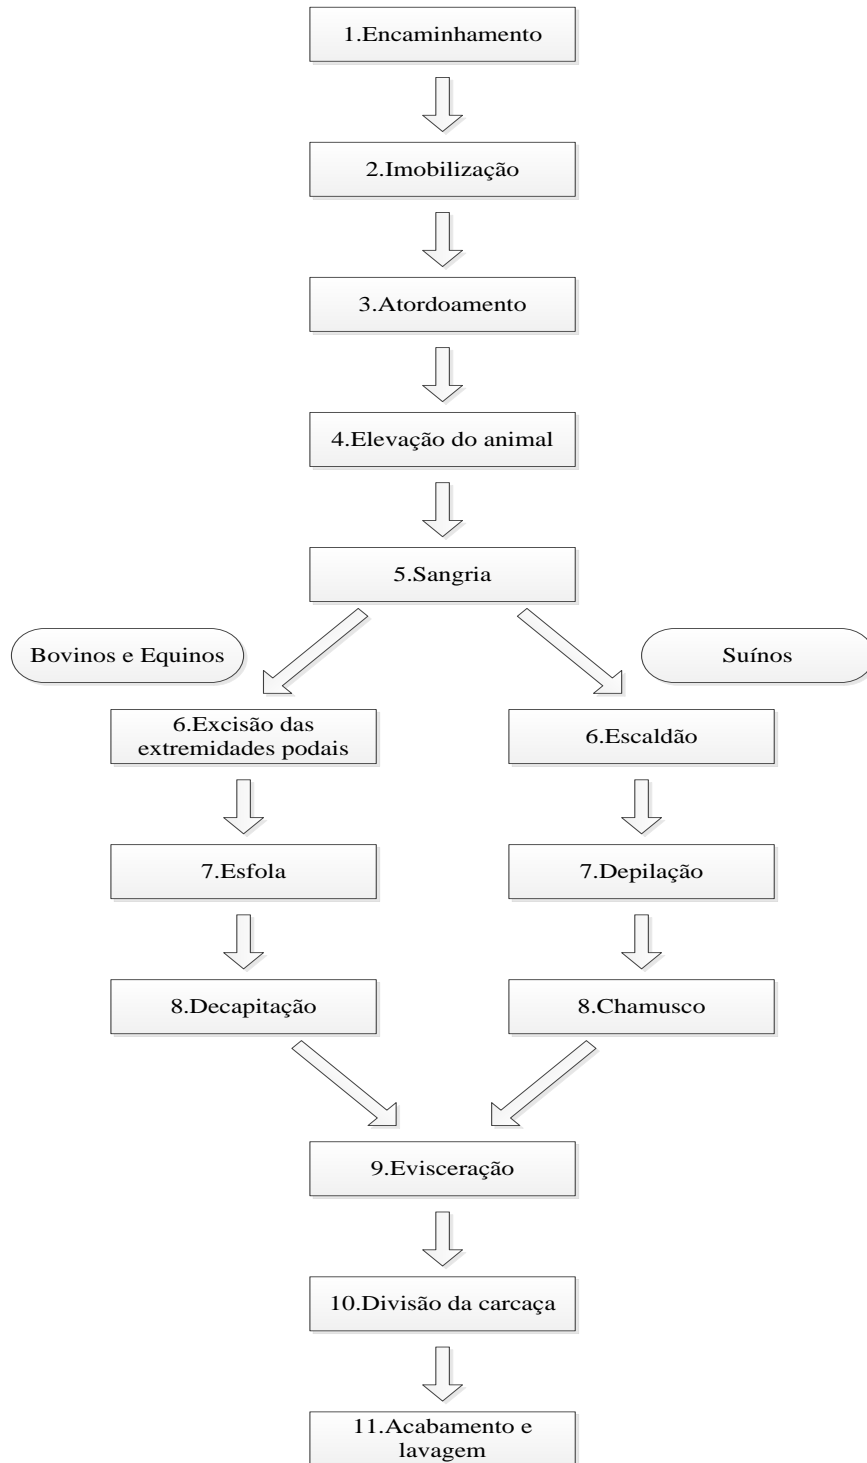 1.Encaminhamento
2.Imobilização
3.Atordoamento
4.Elevação do animal
5.Sangria
Bovinos e Equinos
Suínos
6.Excisão das
extremidades podais
6.Escaldão
7.Esfola
7.Depilação
8.Decapitação
8.Chamusco
9.Evisceração
10.Divisão da carcaça
11.Acabamento e
lavagem